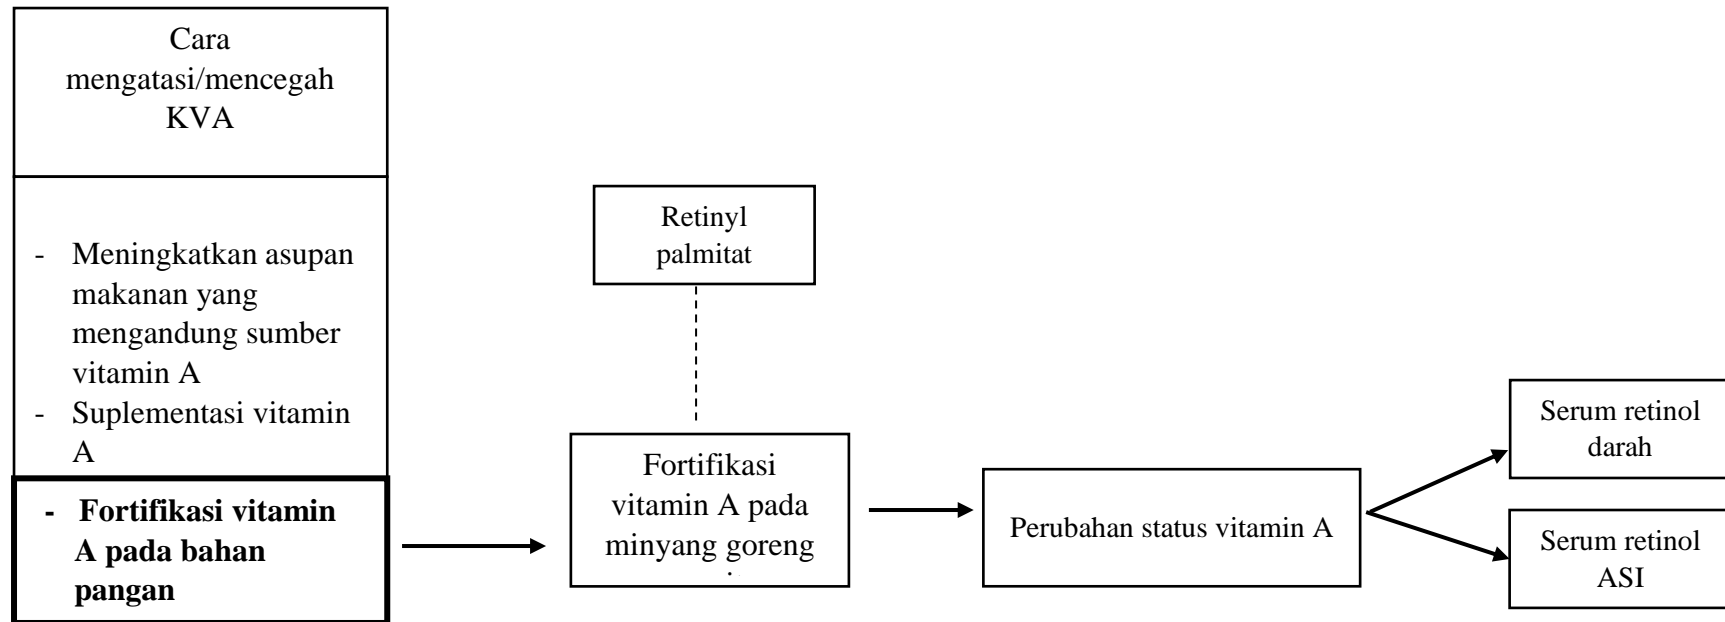 Cara
mengatasi/mencegah
KVA
- Meningkatkan asupan
makanan yang
mengandung sumber
vitamin A
- Suplementasi vitamin
A
- Fortifikasi vitamin
A pada bahan
pangan
Retinyl
palmitat
Fortifikasi
vitamin A pada
minyang goreng
Perubahan status vitamin A
Serum retinol
darah
Serum retinol
ASI